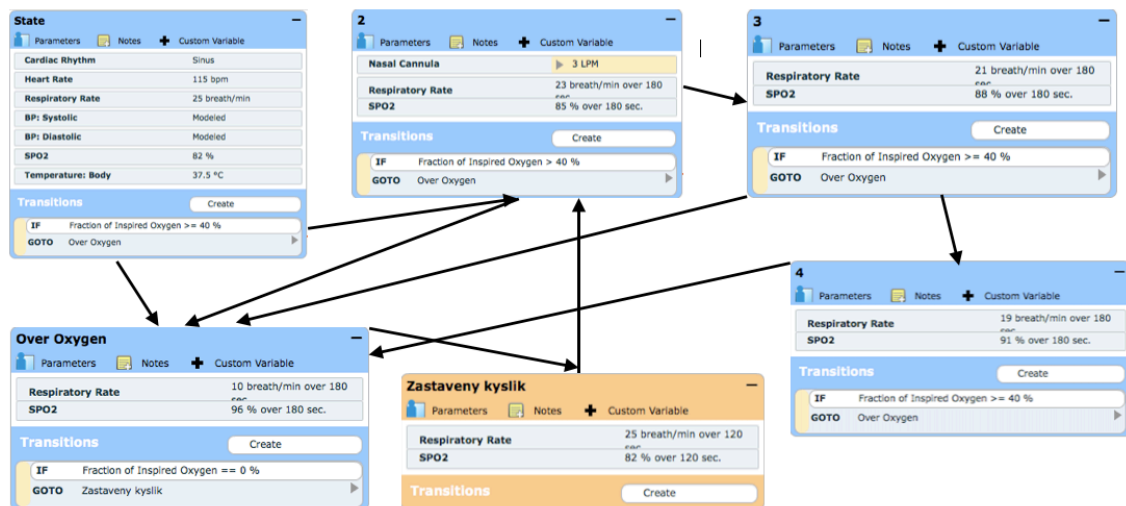 State
Parameters Notes Custom Variable
Cardiac Rhythm Sinus
Heart Rate 115 bpm
Respiratory Rate 25 breath/min
BP: Systolic Modeled
BP: Diastolic Modeled
SPO2 82 %
Temperature: Body 37.5 °C
Transitions Create
IF Fraction of Inspired Oxygen >= 40 %
GOTO Over Oxygen
2
Parameters Notes Custom Variable
Nasal Cannula 3 LPM
Respiratory Rate 23 breath/min over 180
SPO2 85 % over 180 sec.
Transitions Create
IF Fraction of Inspired Oxygen > 40 %
GOTO Over Oxygen
3
Parameters Notes Custom Variable
Respiratory Rate 21 breath/min over 180
SPO2 88 % over 180 sec.
Transitions Create
IF Fraction of Inspired Oxygen >= 40 %
GOTO Over Oxygen
4
Parameters Notes Custom Variable
Respiratory Rate 19 breath/min over 180
SPO2 91 % over 180 sec.
Transitions Create
IF Fraction of Inspired Oxygen >= 40 %
GOTO Over Oxygen
Over Oxygen
Parameters Notes Custom Variable
Respiratory Rate 10 breath/min over 180
SPO2 96 % over 180 sec.
Transitions Create
IF Fraction of Inspired Oxygen == 0 %
GOTO Zastaveny kyslik
Zastaveny kyslik
Parameters Notes Custom Variable
Respiratory Rate 25 breath/min over 120
SPO2 82 % over 120 sec.
Transitions Create